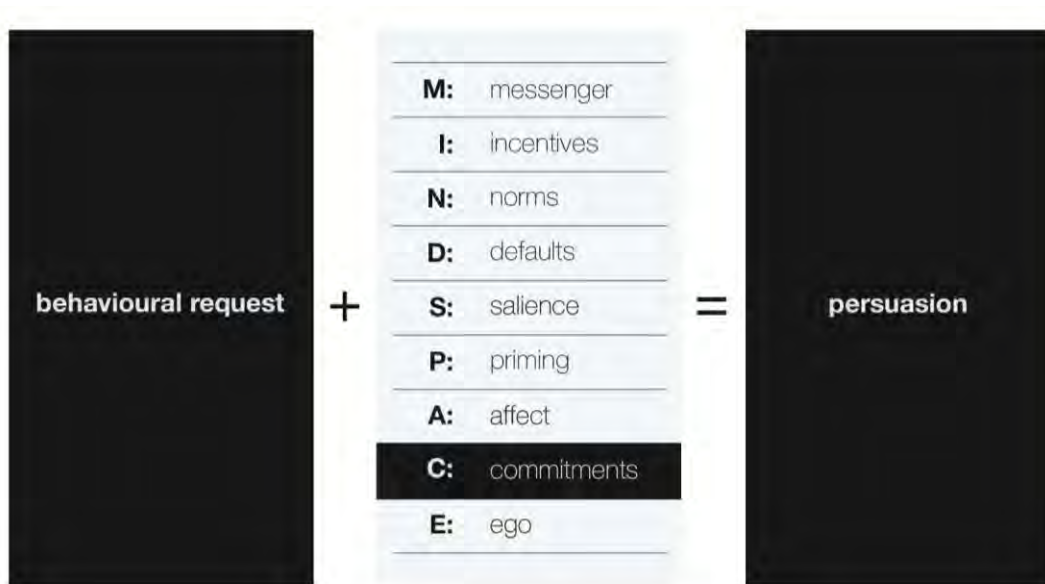 behavioural request
+
M: messenger
I: incentives
N: norms
D: defaults
S: salience
P: priming
A: affect
C: commitments
E: ego
=
persuasion